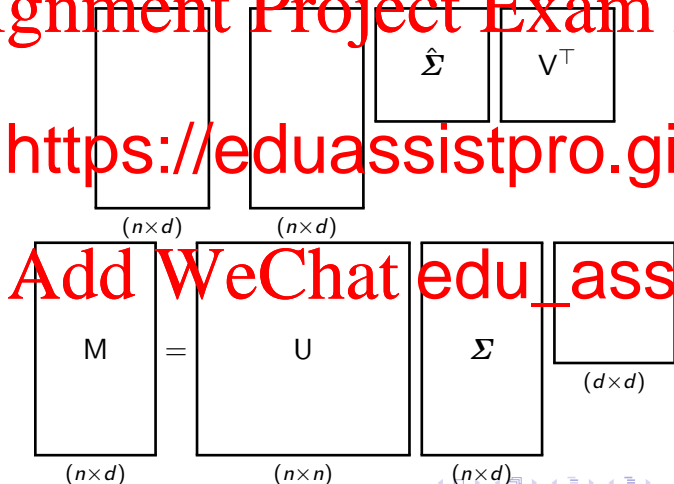 gnment Project Exam
Σ̂ V⊤
https://eduassistpro.gi
(n×d) (n×d)
Add WeChat edu_ass
M = U Σ
(d×d)
(n×d) (n×n) (n×d)